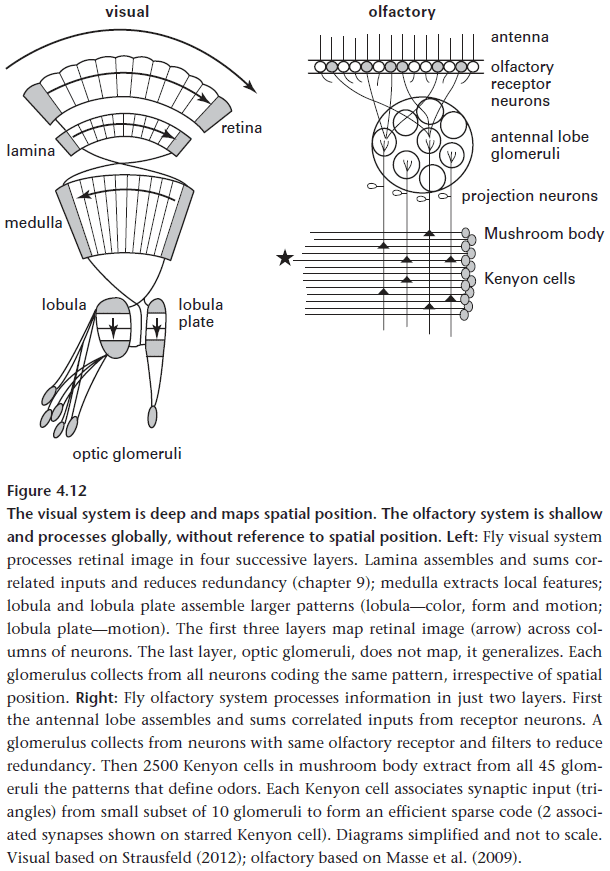 visual
olfactory
antenna
olfactory
receptor
neurons
retina
lamina
antennal lobe
glomeruli
projection neurons
medulla
Mushroom body
Kenyon cells
lobula
lobula
plate
optic glomeruli
Figure 4.12
The visual system is deep and maps spatial position. The olfactory system is shallow
and processes globally, without reference to spatial position. Left: Fly visual system
processes retinal image in four successive layers. Lamina assembles and sums cor-
related inputs and reduces redundancy (chapter 9); medulla extracts local features;
lobula and lobula plate assemble larger patterns (lobula—color, form and motion;
lobula plate—motion). The first three layers map retinal image (arrow) across col-
umns of neurons. The last layer, optic glomeruli, does not map, it generalizes. Each
glomerulus collects from all neurons coding the same pattern, irrespective of spatial
position. Right: Fly olfactory system processes information in just two layers. First
the antennal lobe assembles and sums correlated inputs from receptor neurons. A
glomerulus collects from neurons with same olfactory receptor and filters to reduce
redundancy. Then 2500 Kenyon cells in mushroom body extract from all 45 glom-
eruli the patterns that define odors. Each Kenyon cell associates synaptic input (tri-
angles) from small subset of 10 glomeruli to form an efficient sparse code (2 associ-
ated synapses shown on starred Kenyon cell). Diagrams simplified and not to scale.
Visual based on Strausfeld (2012); olfactory based on Masse et al. (2009).